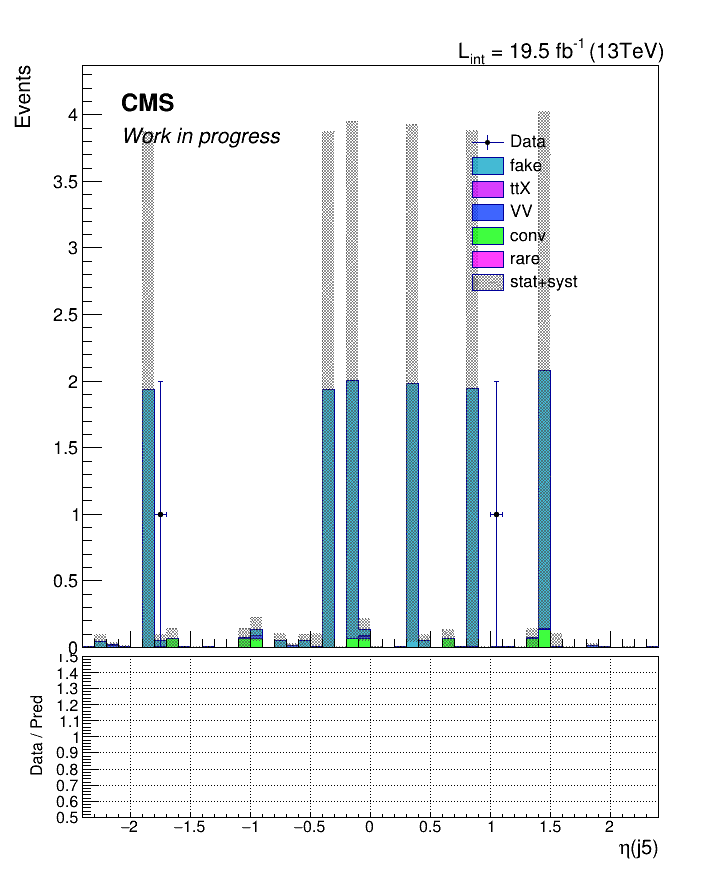 L_int = 19.5 fb^-1 (13TeV)
Events
CMS
Work in progress
Data
fake
ttX
VV
conv
rare
stat+syst
4
3.5
3
2.5
2
1.5
1
0.5
0
Data / Pred
1.5
1.4
1.3
1.2
1.1
1
0.9
0.8
0.7
0.6
0.5
−2 −1.5 −1 −0.5 0 0.5 1 1.5 2
η(j5)